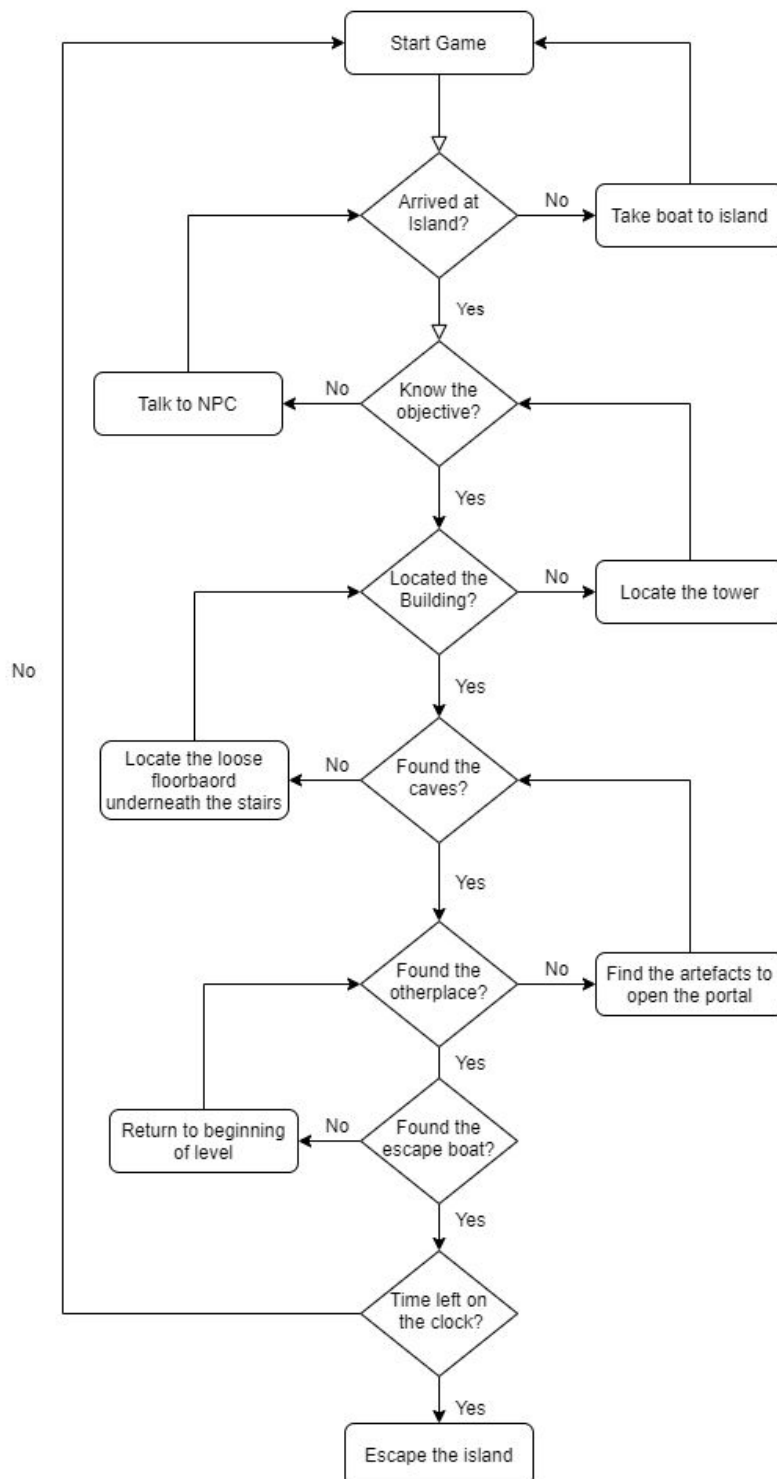 Start Game
Arrived at
Island?
No
Take boat to island
Yes
Know the
objective?
No
Talk to NPC
Yes
Located the
Building?
No
Locate the tower
No
Yes
Found the
caves?
No
Locate the loose
floorbaord
underneath the stairs
Yes
Found the
otherplace?
No
Find the artefacts to
open the portal
Yes
Found the
escape boat?
No
Return to beginning
of level
Yes
Time left on
the clock?
Yes
Escape the island